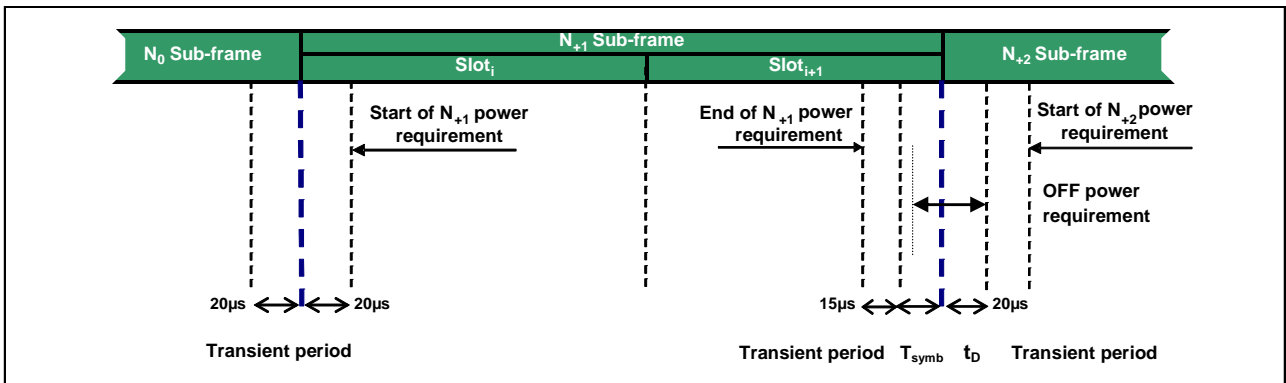 N0 Sub-frame
N+1 Sub-frame
N+2 Sub-frame
Sloti
Sloti+1
Start of N+1 power
requirement
End of N+1 power
requirement
Start of N+2 power
requirement
OFF power
requirement
20µs
20µs
15µs
20µs
Transient period
Transient period
Tsymb
tD
Transient period